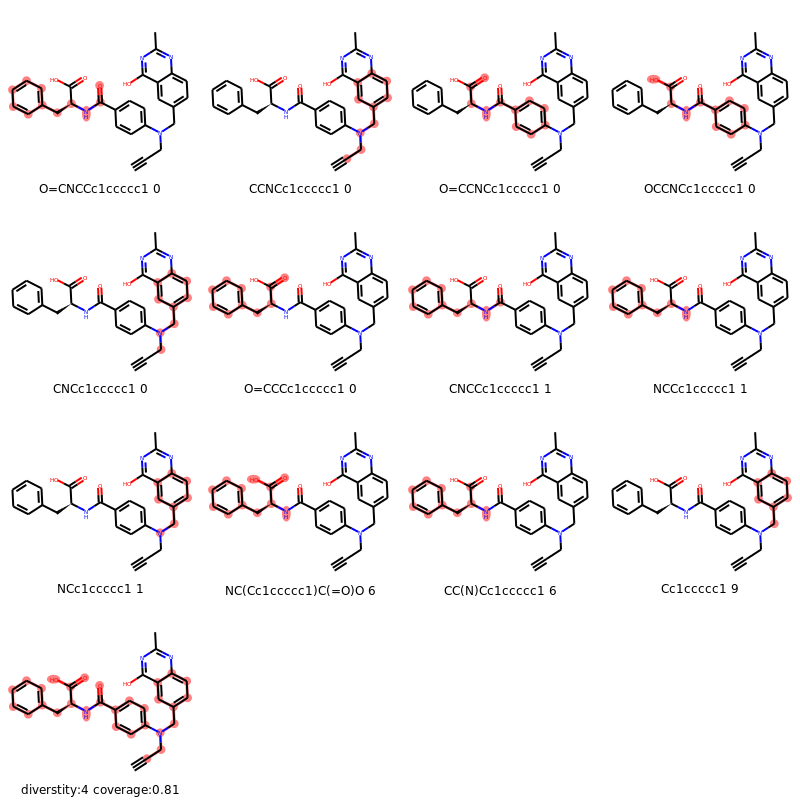 O=CNCCc1ccccc1 0
CCNCc1ccccc1 0
O=CCNCc1ccccc1 0
OCCNCc1ccccc1 0
CNCc1ccccc1 0
O=CCCc1ccccc1 0
CNCCc1ccccc1 1
NCCc1ccccc1 1
NCc1ccccc1 1
NC(Cc1ccccc1)C(=O)O 6
CC(N)Cc1ccccc1 6
Cc1ccccc1 9
diverstity:4 coverage:0.81